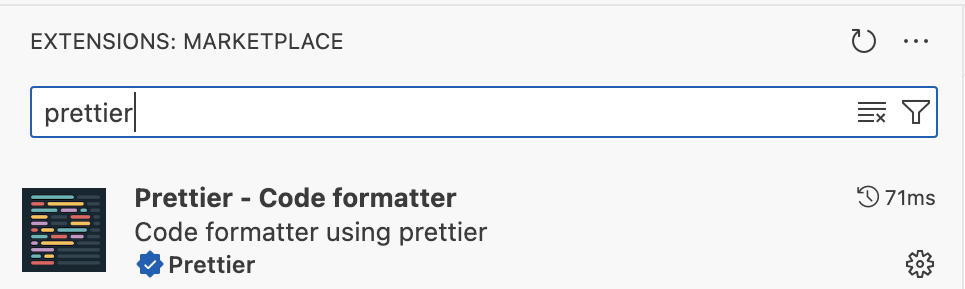 EXTENSIONS: MARKETPLACE
prettier
Prettier - Code formatter
71ms
Code formatter using prettier
Prettier